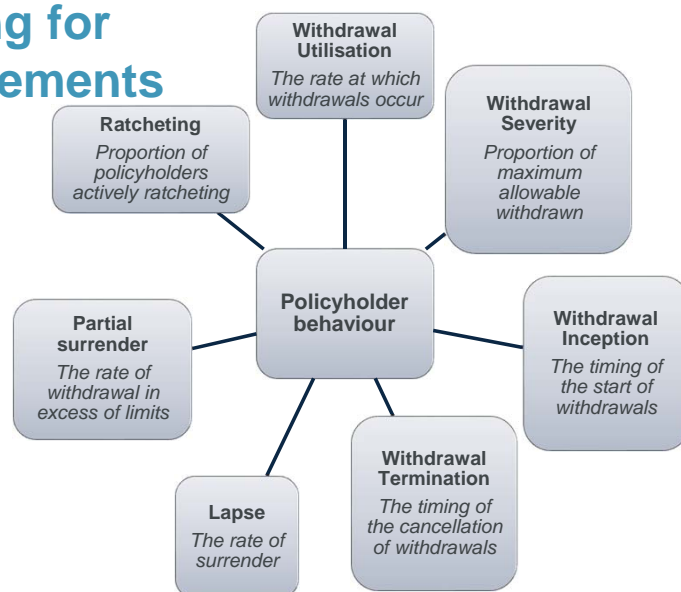 ng for
ements
Withdrawal
Utilisation
The rate at which
withdrawals occur
Withdrawal
Severity
Proportion of
maximum
allowable
withdrawn
Ratcheting
Proportion of
policyholders
actively ratcheting
Policyholder
behaviour
Withdrawal
Inception
The timing of
the start of
withdrawals
Partial
surrender
The rate of
withdrawal in
excess of limits
Withdrawal
Termination
The timing of
the cancellation
of withdrawals
Lapse
The rate of
surrender